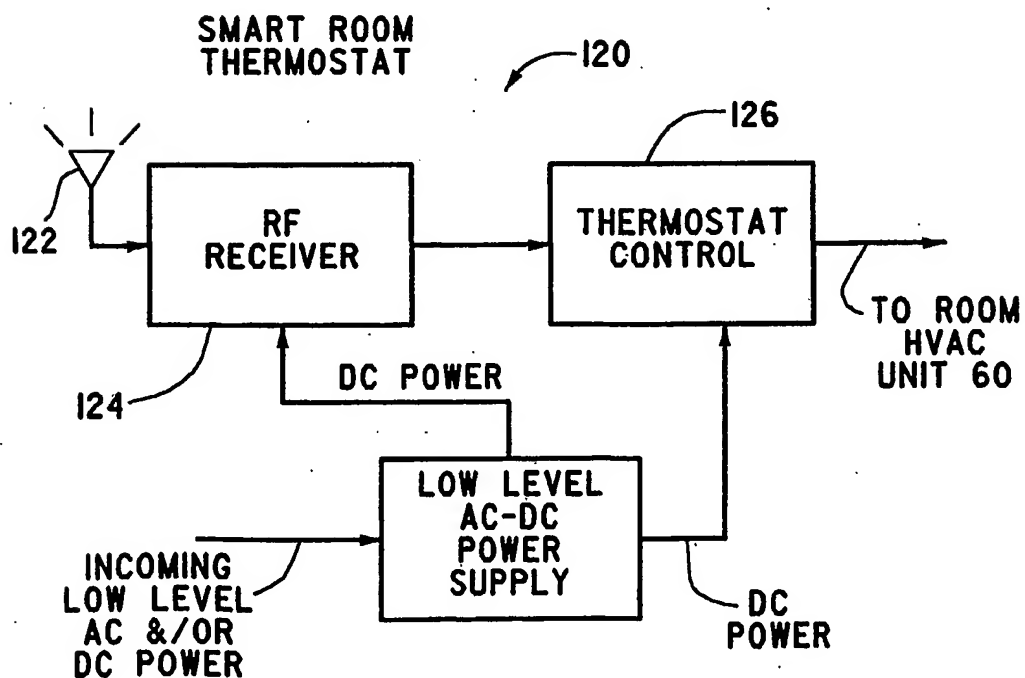 SMART ROOM
THERMOSTAT
120
126
122
RF
RECEIVER
THERMOSTAT
CONTROL
TO ROOM
HVAC
UNIT 60
124
DC POWER
LOW LEVEL
AC-DC
POWER
SUPPLY
INCOMING
LOW LEVEL
AC &/OR
DC POWER
DC
POWER